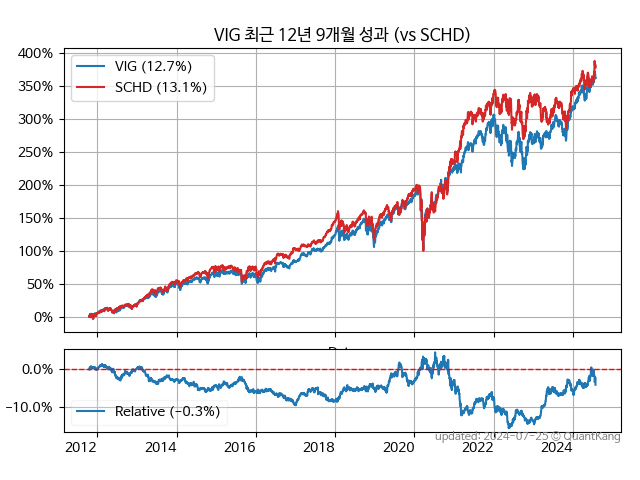 VIG 최근 12년 9개월 성과 (vs SCHD)
400%
350%
300%
250%
200%
150%
100%
50%
0%
VIG (12.7%)
SCHD (13.1%)
0.0%
−10.0%
Relative (−0.3%)
updated: 2024-07-25 © QuantKang
2012 2014 2016 2018 2020 2022 2024